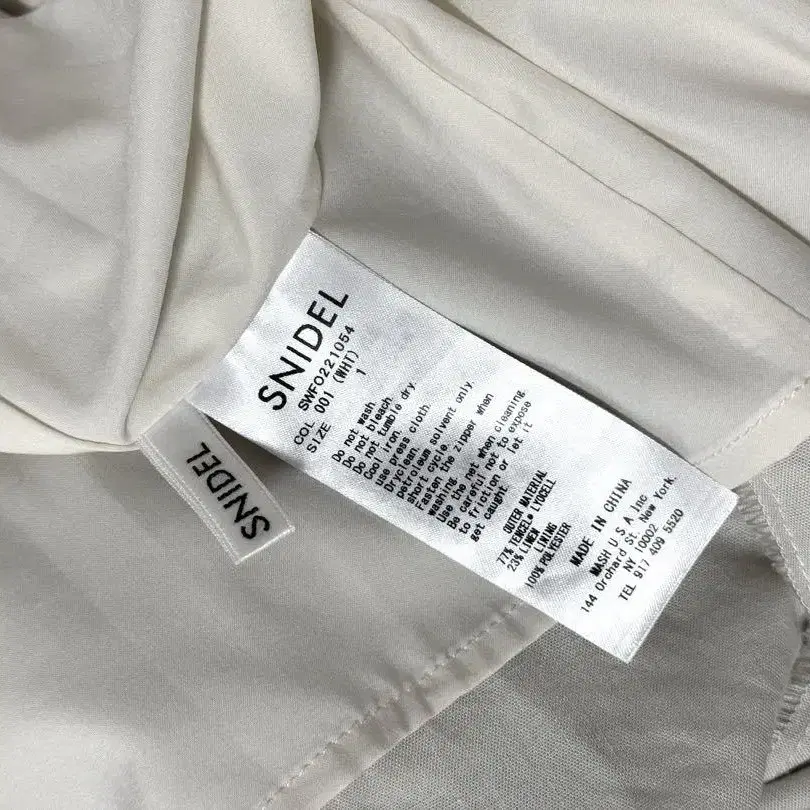 SNIDEL
SWFO221054
COL 001 (WHT)
SIZE 1
Do not wash.
Do not bleach.
Do not tumble dry.
Cool iron.
use press cloth.
Dryclean.
petroleum solvent only.
short cycle.
Fasten the zipper when
washing.
Use the net when cleaning.
Be careful not to expose
to friction or let it
get caught.
OUTER MATERIAL
77% TENCEL® LYOCELL
23% LINEN
LINING
100% POLYESTER
MADE IN CHINA
MASH U S A.Inc
144 Orchard St. New York.
NY 10002
TEL 917 409 5520
SNIDEL